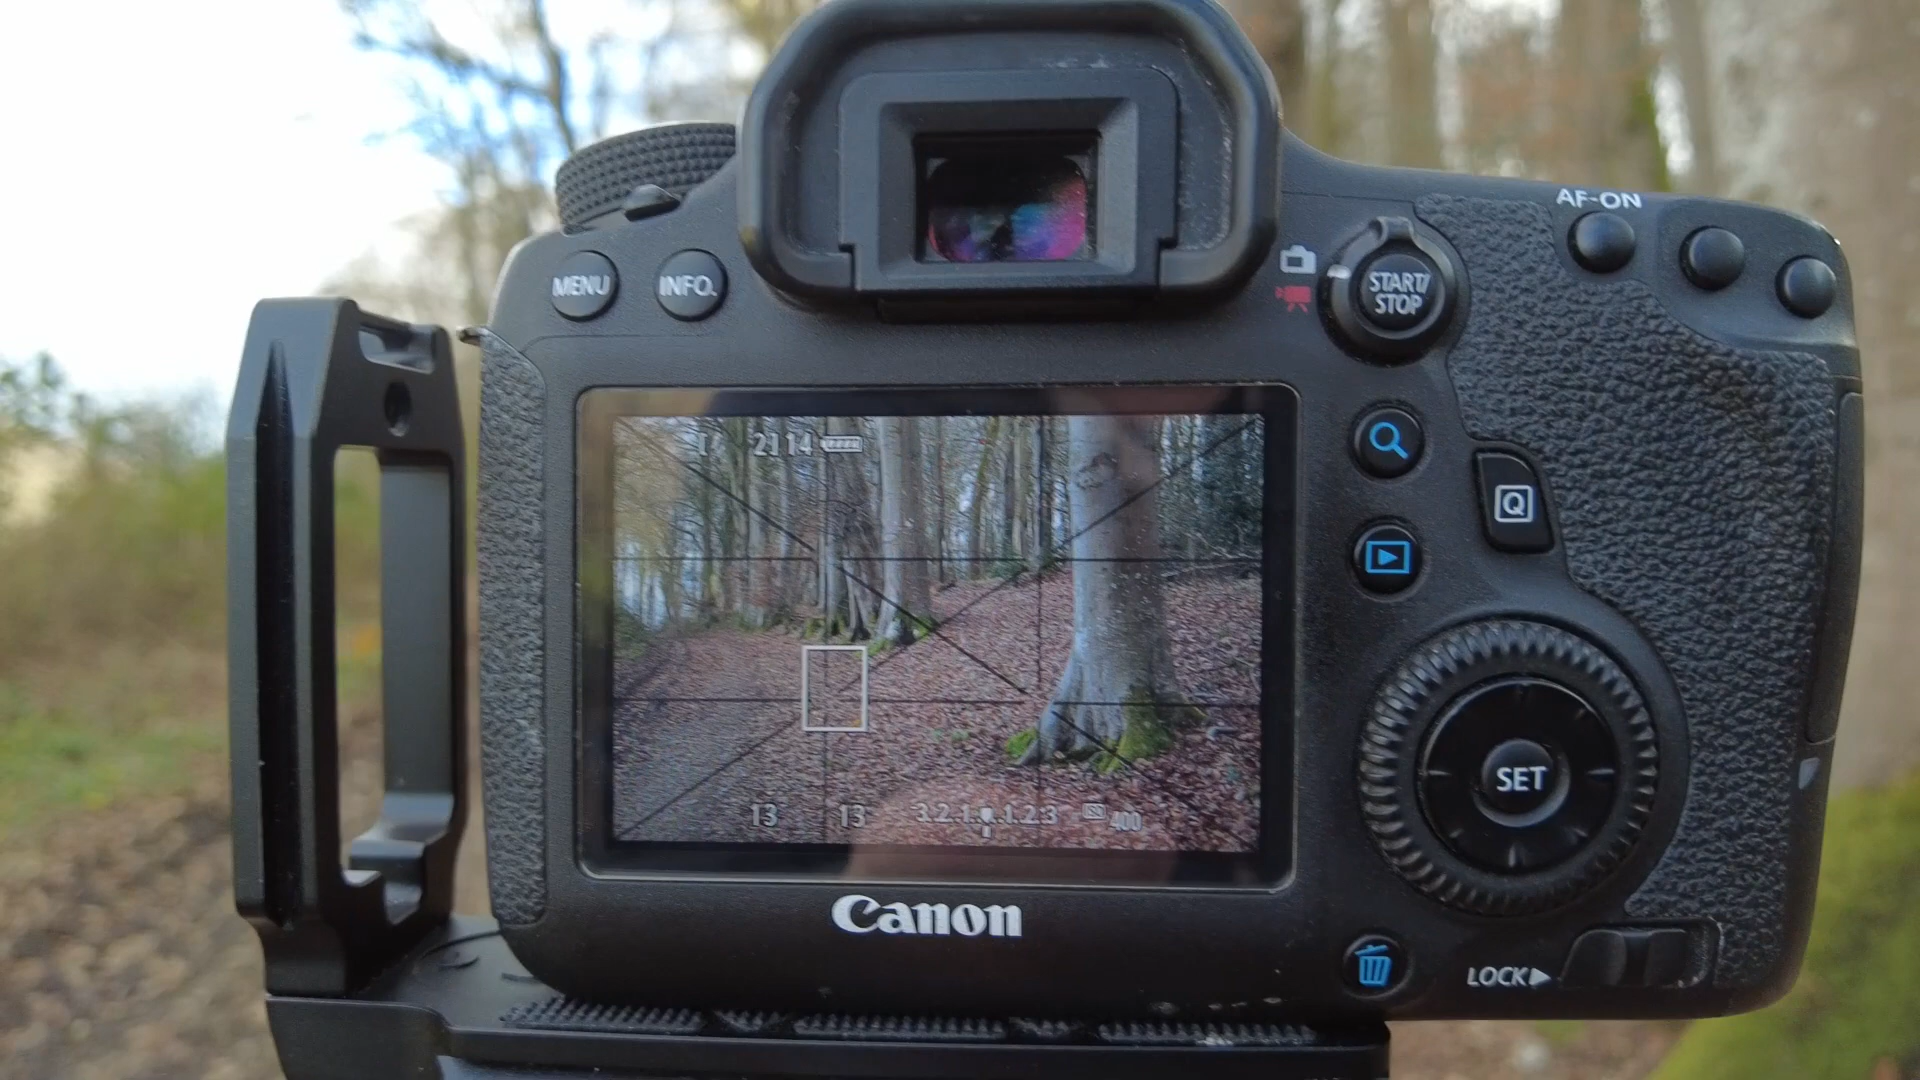 AF-ON
MENU
INFO.
START/
STOP
2114
Q
SET
13 13 3.2.1. .1.2.3 ISO 400
Canon
LOCK▶